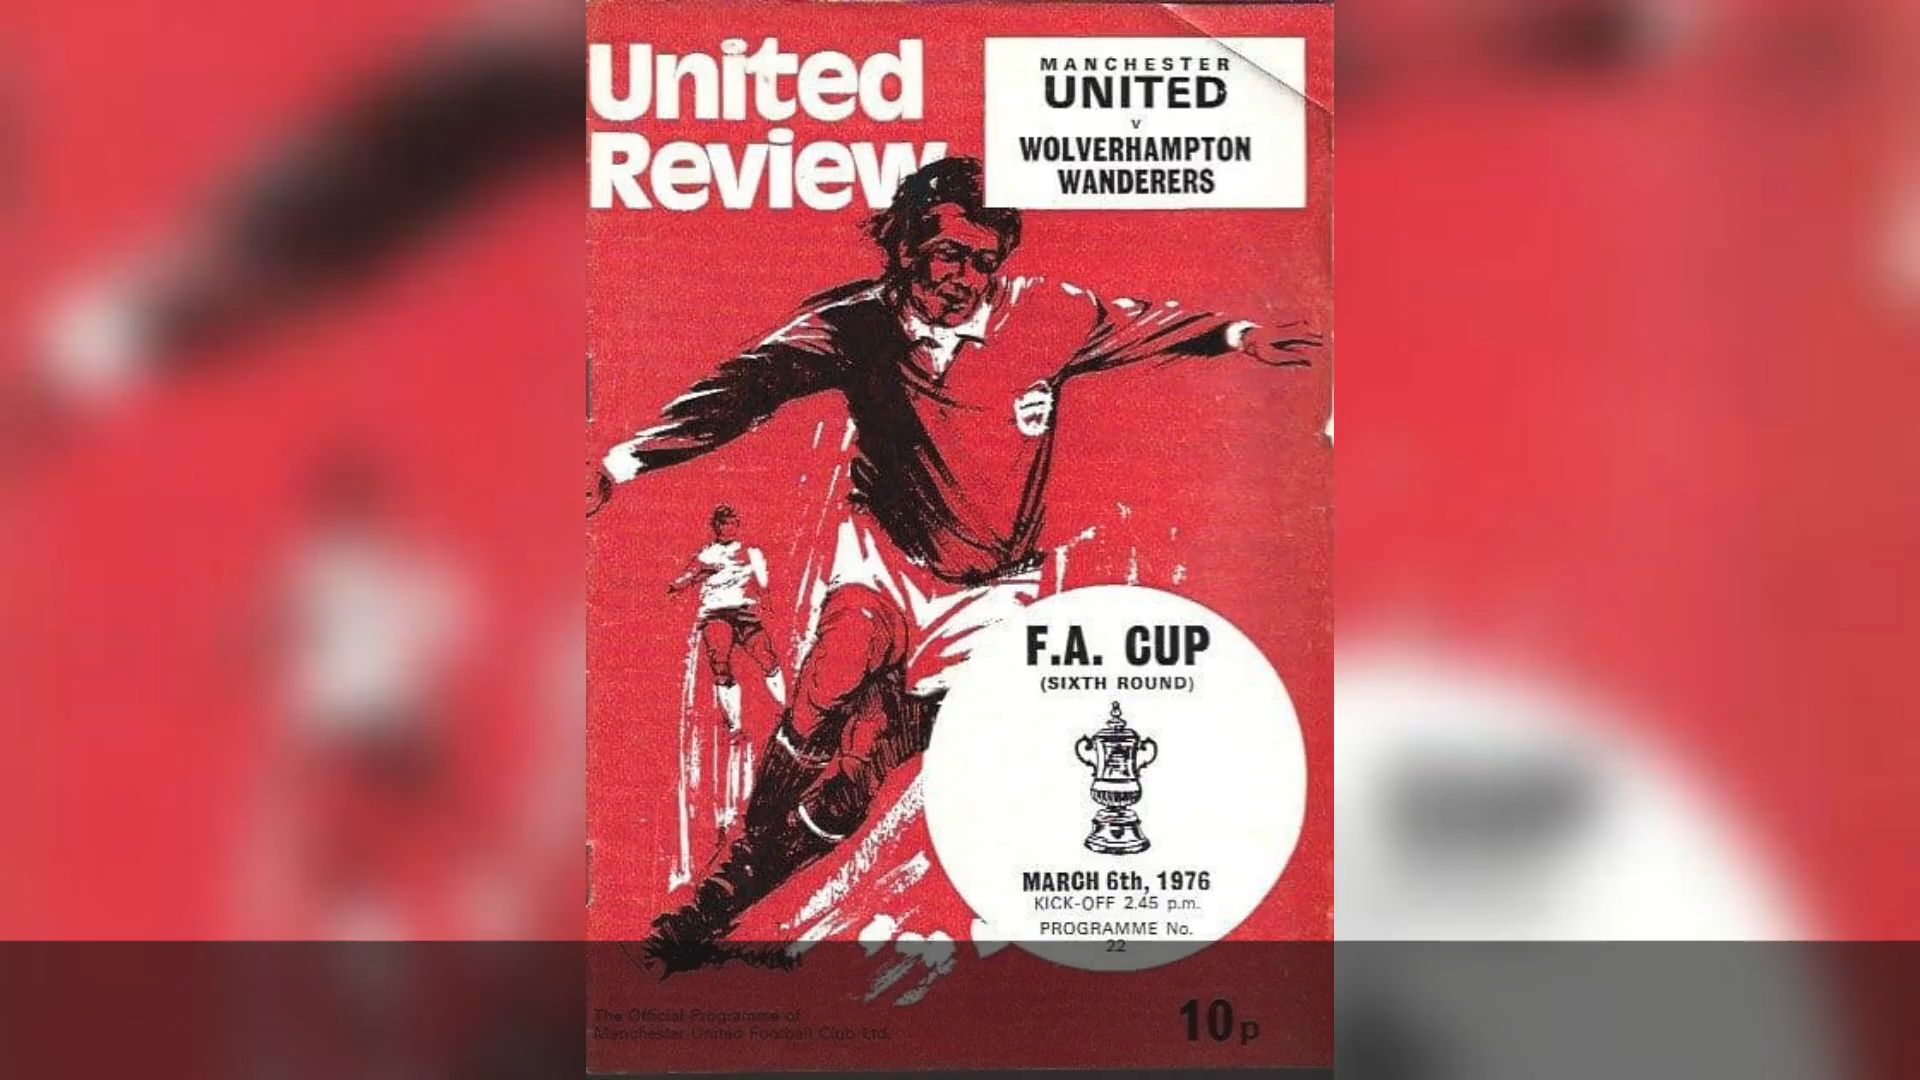 United
Review
MANCHESTER
UNITED
v
WOLVERHAMPTON
WANDERERS
F.A. CUP
(SIXTH ROUND)
MARCH 6th, 1976
KICK-OFF 2.45 p.m.
PROGRAMME No.
22
The Official Programme of
Manchester United Football Club Ltd.
10p